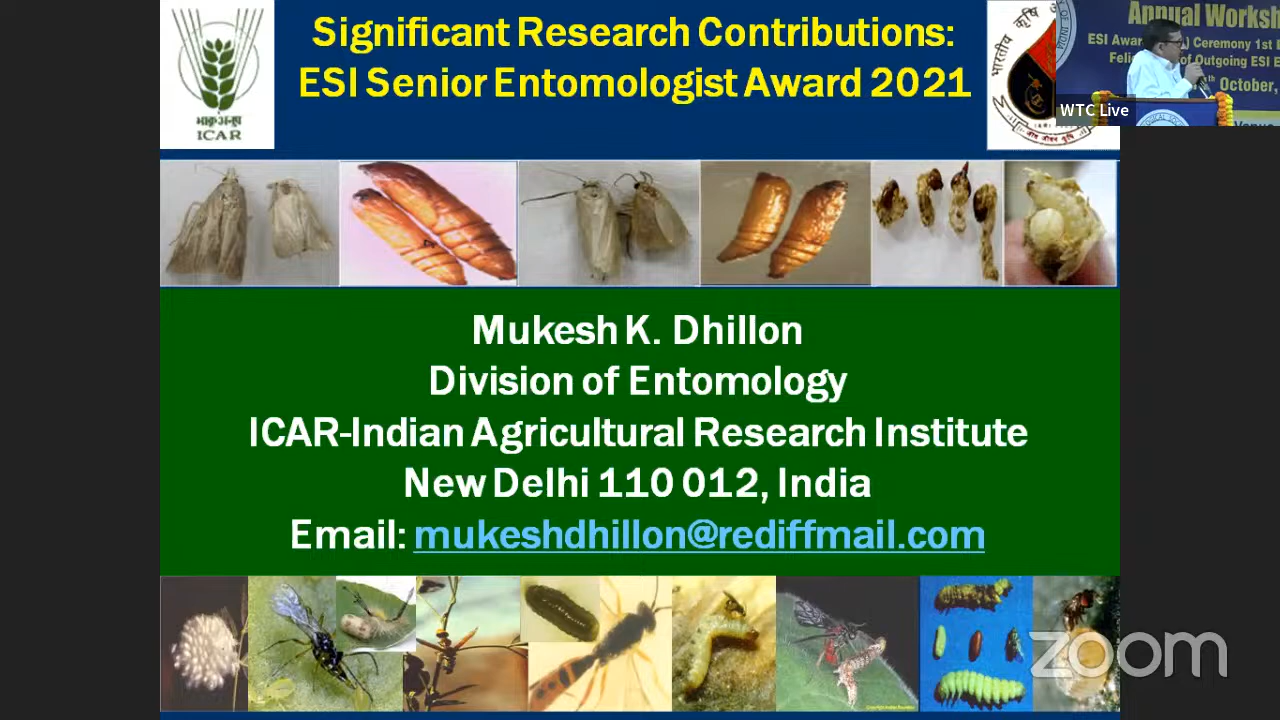 Significant Research Contributions:
ESI Senior Entomologist Award 2021
ICAR
Annual Worksh
ESI Awar
Ceremony 1st
of Outgoing ESI E
October,
WTC Live
Mukesh K. Dhillon
Division of Entomology
ICAR-Indian Agricultural Research Institute
New Delhi 110 012, India
Email: mukeshdhillon@rediffmail.com
zoom